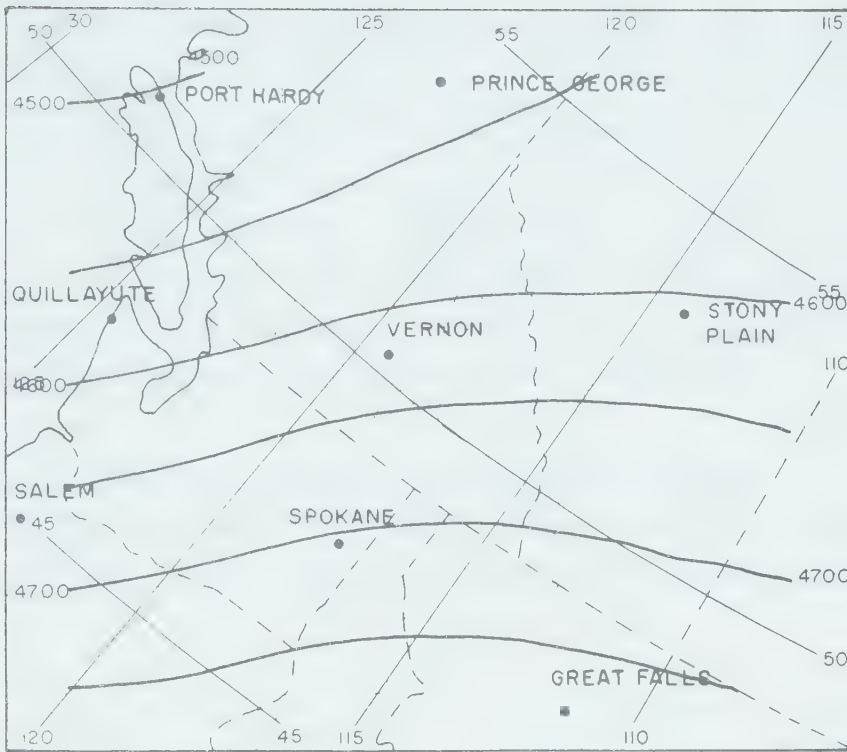 50 30 125 55 120 115
4500
4500 PORT HARDY PRINCE GEORGE
QUILLAYUTE 55
4600
VERNON STONY
PLAIN
4600 110
SALEM
45 SPOKANE
4700 4700
50
GREAT FALLS
120 45 115 110